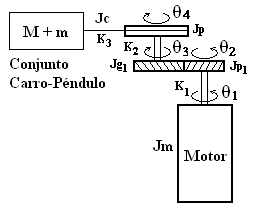 Jc
θ4
M + m
Jp
K3
K2
θ3
θ2
Conjunto
Carro-Péndulo
Jg1
Jp1
K1
θ1
Jm
Motor